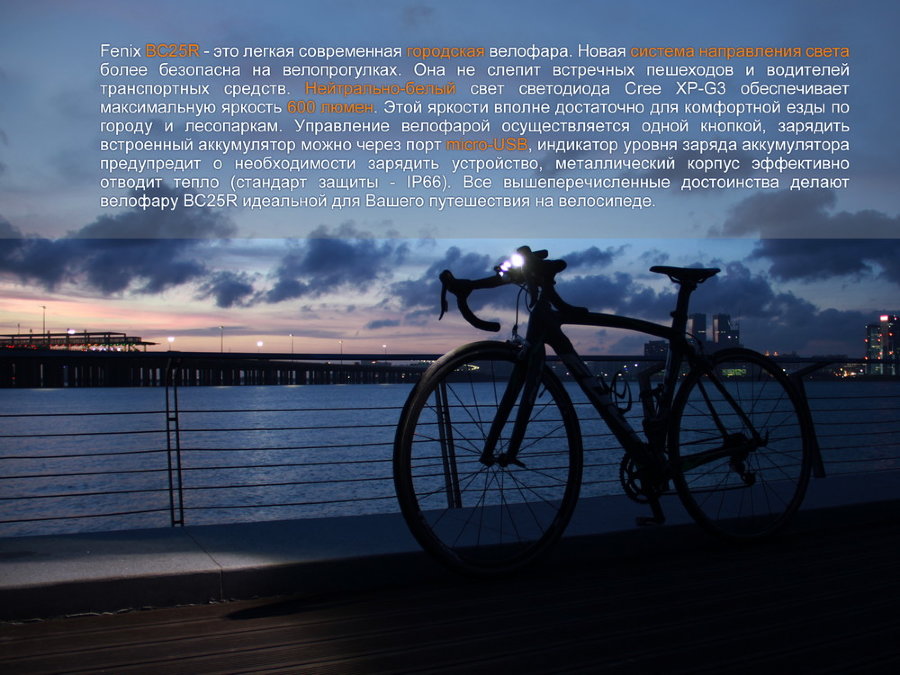 Fenix BC25R - это легкая современная городская велофара. Новая система направления света
более безопасна на велопрогулках. Она не слепит встречных пешеходов и водителей
транспортных средств. Нейтрально-белый свет светодиода Cree XP-G3 обеспечивает
максимальную яркость 600 люмен. Этой яркости вполне достаточно для комфортной езды по
городу и лесопаркам. Управление велофарой осуществляется одной кнопкой, зарядить
встроенный аккумулятор можно через порт micro-USB, индикатор уровня заряда аккумулятора
предупредит о необходимости зарядить устройство, металлический корпус эффективно
отводит тепло (стандарт защиты - IP66). Все вышеперечисленные достоинства делают
велофару BC25R идеальной для Вашего путешествия на велосипеде.